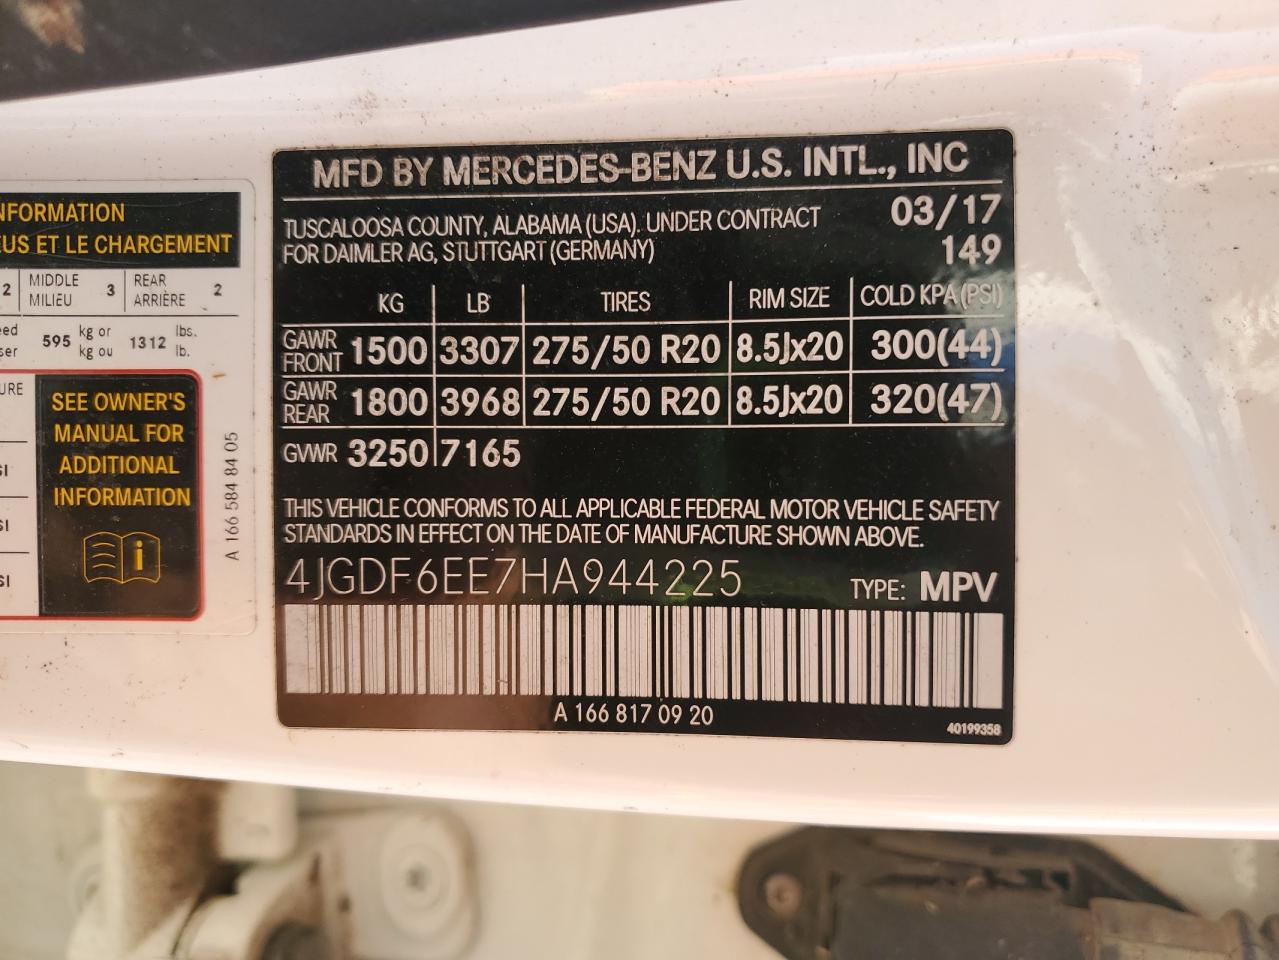 NFORMATION
EUS ET LE CHARGEMENT
2 MIDDLE MILIEU 3 REAR ARRIÈRE 2
595 kg or kg ou 1312 lbs. lb.
SEE OWNER'S
MANUAL FOR
ADDITIONAL
INFORMATION
i
A 166 584 84 05
MFD BY MERCEDES-BENZ U.S. INTL., INC
TUSCALOOSA COUNTY, ALABAMA (USA). UNDER CONTRACT 03/17
FOR DAIMLER AG, STUTTGART (GERMANY) 149
KG LB TIRES RIM SIZE COLD KPA (PSI)
GAWR FRONT 1500 3307 275/50 R20 8.5Jx20 300(44)
GAWR REAR 1800 3968 275/50 R20 8.5Jx20 320(47)
GVWR 3250 7165
THIS VEHICLE CONFORMS TO ALL APPLICABLE FEDERAL MOTOR VEHICLE SAFETY
STANDARDS IN EFFECT ON THE DATE OF MANUFACTURE SHOWN ABOVE.
4JGDF6EE7HA944225 TYPE: MPV
A 166 817 09 20
40199358